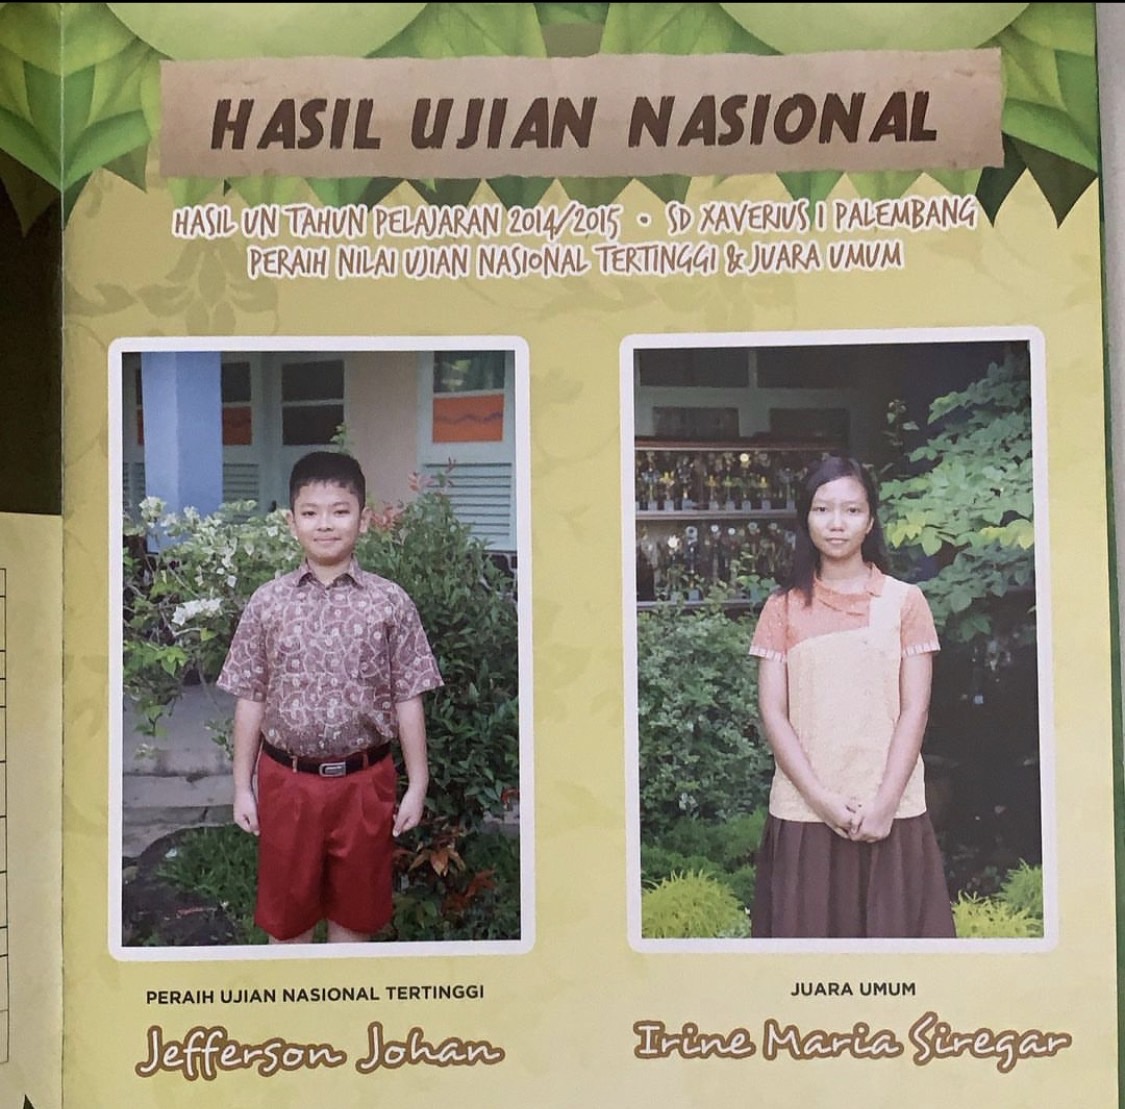 HASIL UJIAN NASIONAL
HASIL UN TAHUN PELAJARAN 2014/2015 • SD XAVERIUS 1 PALEMBANG
PERAIH NILAI UJIAN NASIONAL TERTINGGI & JUARA UMUM
PERAIH UJIAN NASIONAL TERTINGGI
Jefferson Johan
JUARA UMUM
Irine Maria Siregar